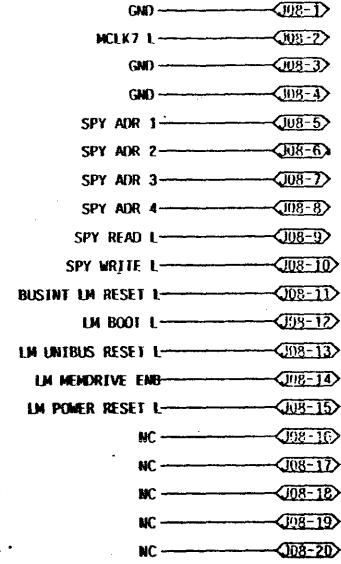 GND J08-1
MCLK7 L J08-2
GND J08-3
GND J08-4
SPY ADR 1 J08-5
SPY ADR 2 J08-6
SPY ADR 3 J08-7
SPY ADR 4 J08-8
SPY READ L J08-9
SPY WRITE L J08-10
BUSINT LM RESET L J08-11
LM BOOT L J08-12
LM UNIBUS RESET L J08-13
LM MEMDRIVE ENB J08-14
LM POWER RESET L J08-15
NC J08-16
NC J08-17
NC J08-18
NC J08-19
NC J08-20